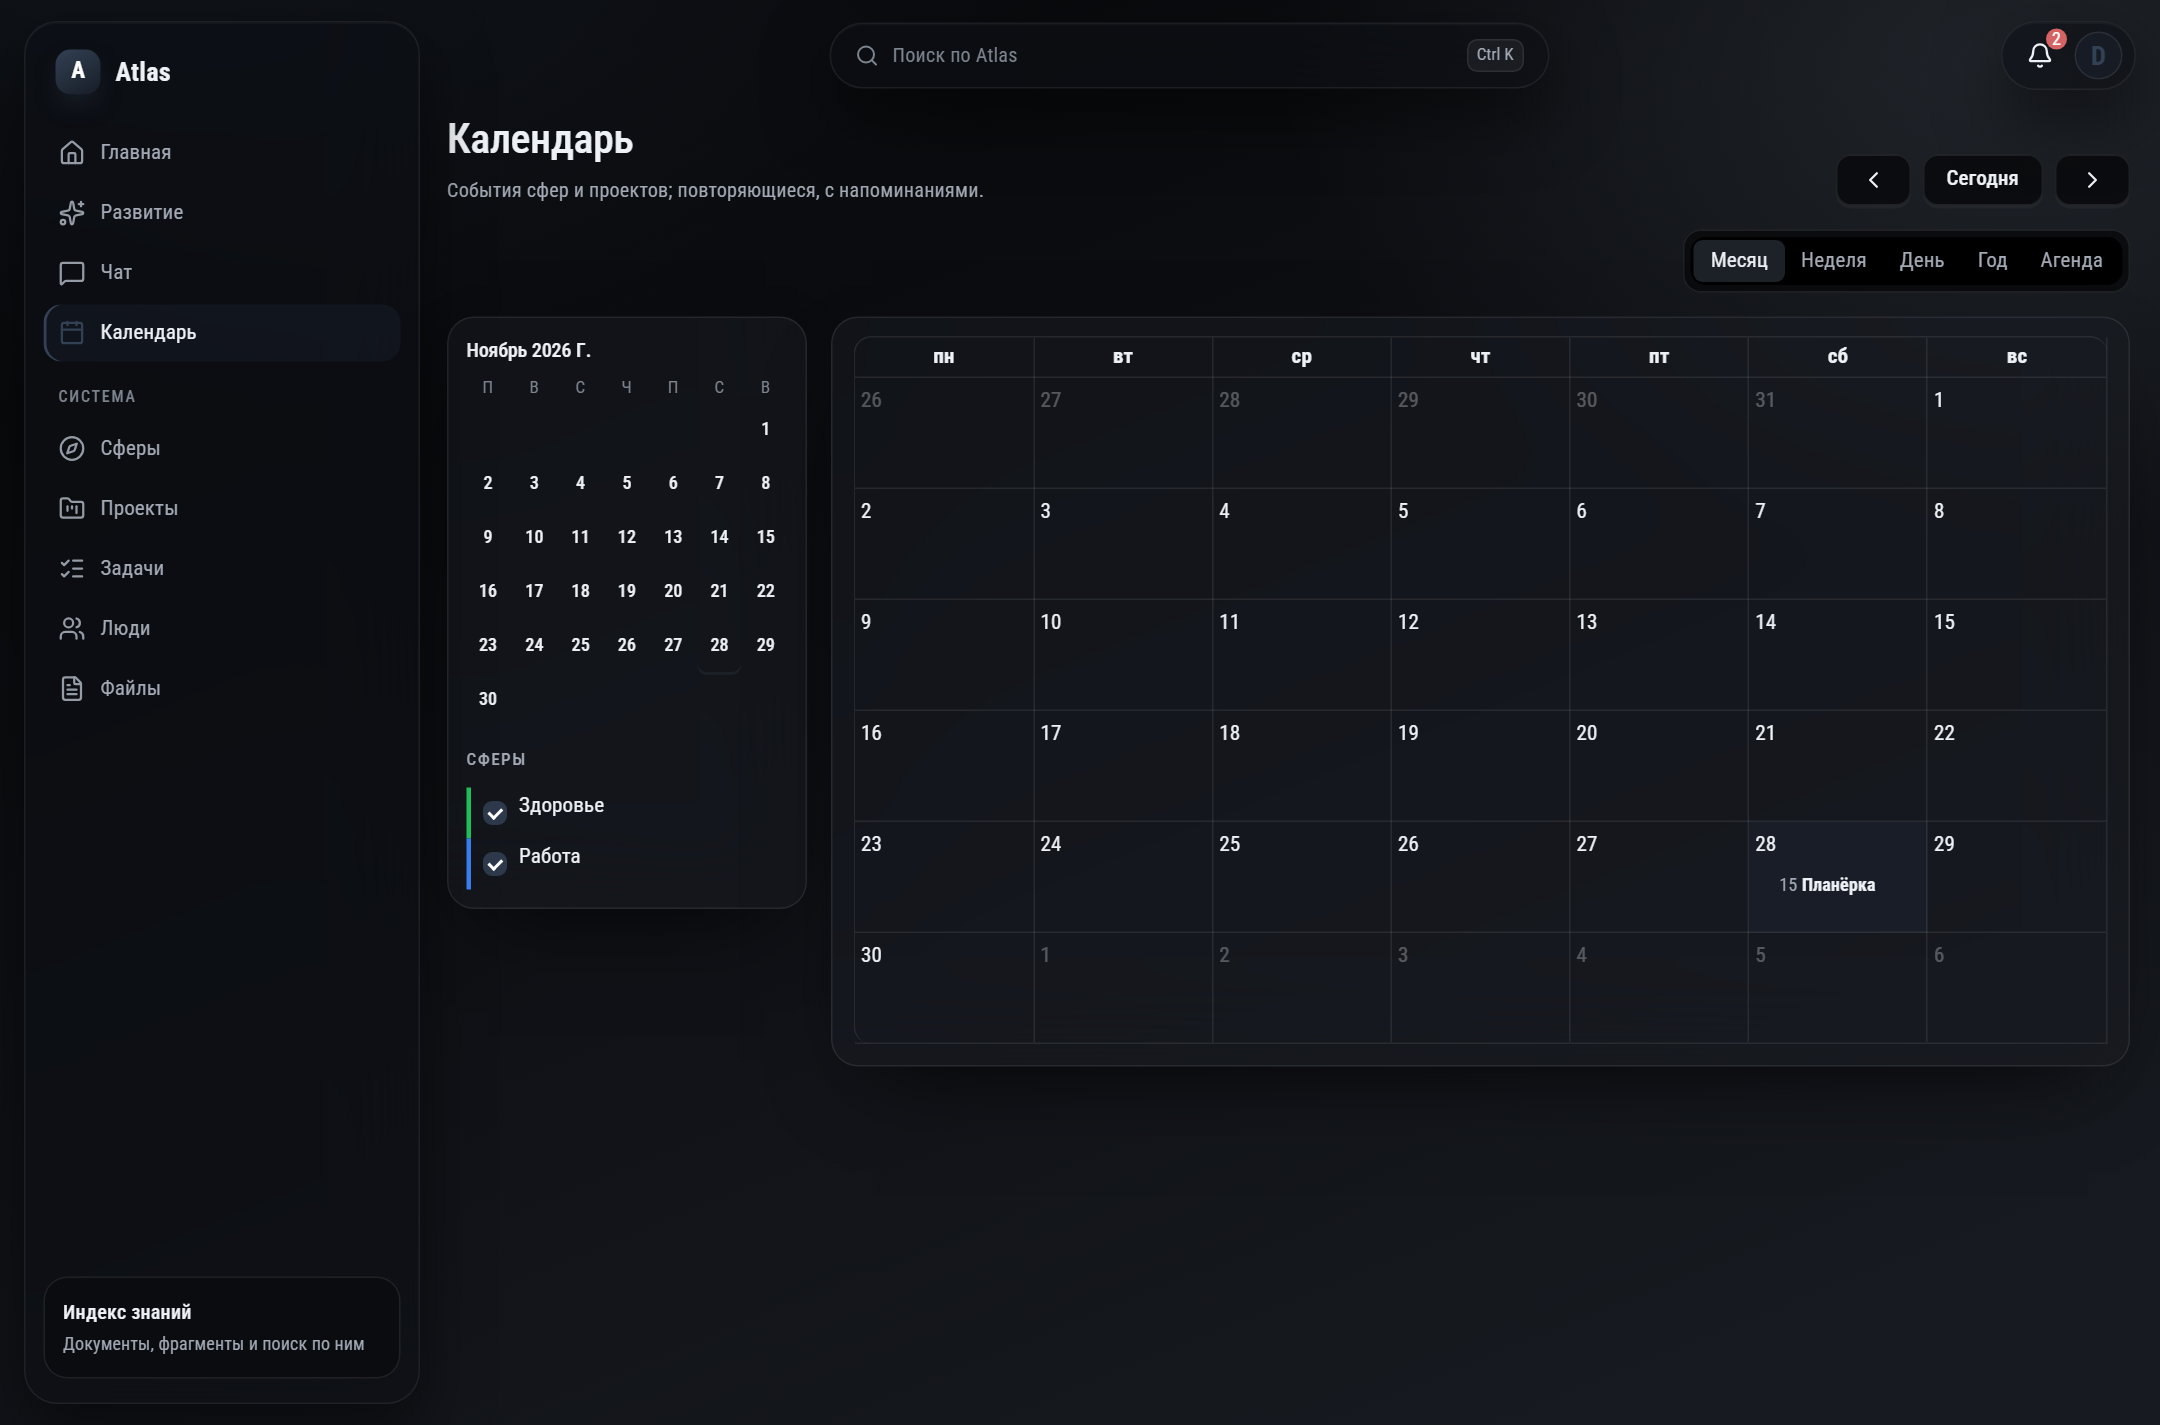 A Atlas
Поиск по Atlas
Ctrl K
2
D
Главная
Развитие
Чат
Календарь
СИСТЕМА
Сферы
Проекты
Задачи
Люди
Файлы
Индекс знаний
Документы, фрагменты и поиск по ним
Календарь
События сфер и проектов; повторяющиеся, с напоминаниями.
Сегодня
Месяц Неделя День Год Агенда
Ноябрь 2026 Г.
П В С Ч П С В
1
2 3 4 5 6 7 8
9 10 11 12 13 14 15
16 17 18 19 20 21 22
23 24 25 26 27 28 29
30
СФЕРЫ
Здоровье
Работа
пн вт ср чт пт сб вс
26 27 28 29 30 31 1
2 3 4 5 6 7 8
9 10 11 12 13 14 15
16 17 18 19 20 21 22
23 24 25 26 27 28 29
15 Планёрка
30 1 2 3 4 5 6